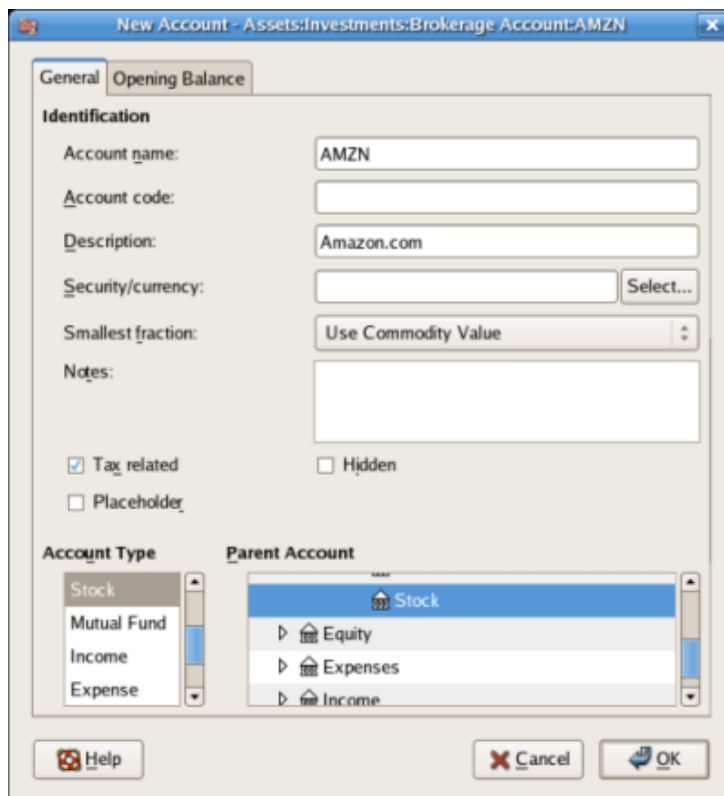 New Account - Assets:Investments:Brokerage Account:AMZN
General Opening Balance
Identification
Account name: AMZN
Account code:
Description: Amazon.com
Security/currency: Select...
Smallest fraction: Use Commodity Value
Notes:
Tax related Hidden
Placeholder
Account Type Parent Account
Stock Stock
Mutual Fund Equity
Income Expenses
Expense Income
Help Cancel OK